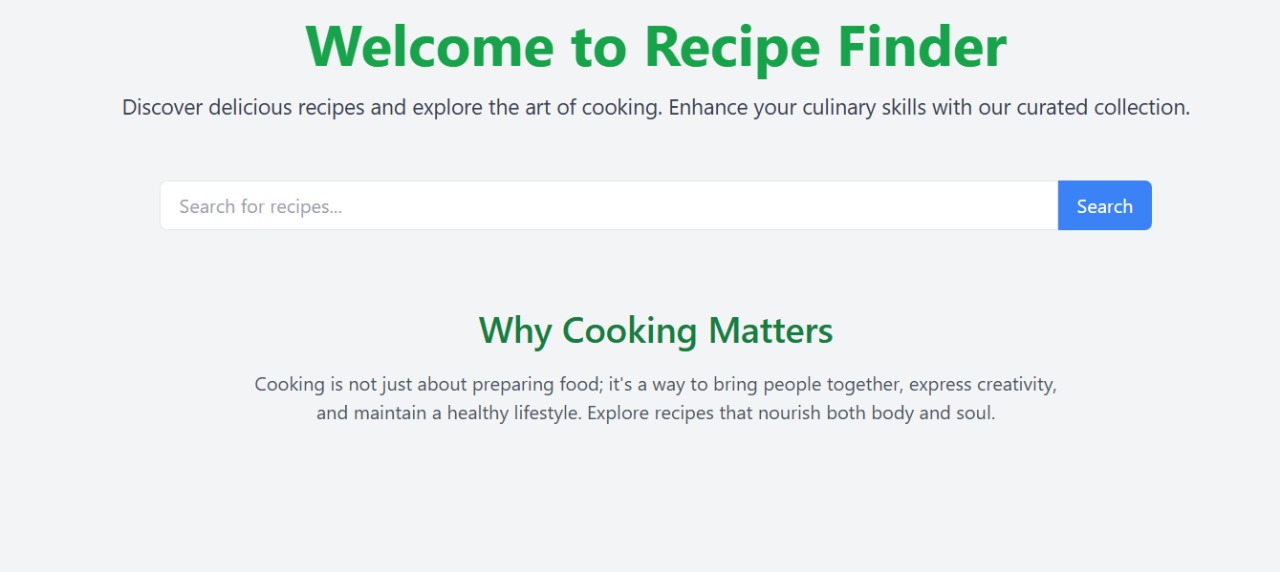 Welcome to Recipe Finder
Discover delicious recipes and explore the art of cooking. Enhance your culinary skills with our curated collection.
Search for recipes...
Search
Why Cooking Matters
Cooking is not just about preparing food; it's a way to bring people together, express creativity,
and maintain a healthy lifestyle. Explore recipes that nourish both body and soul.